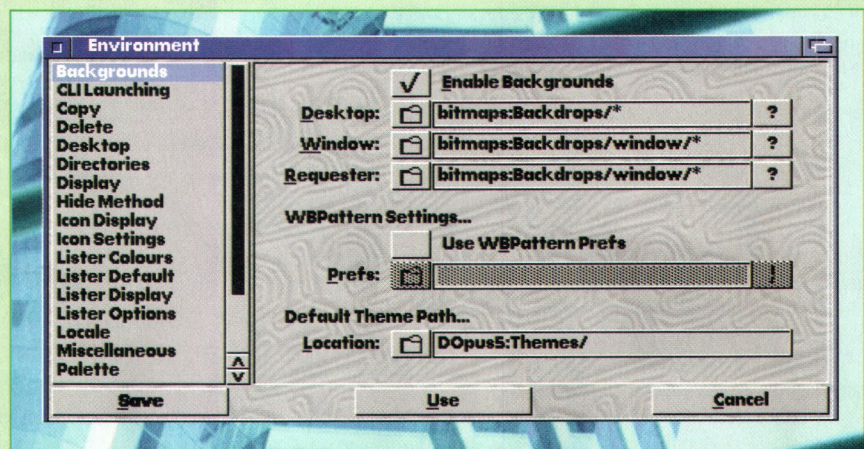 Environment
Backgrounds
CLI Launching
Copy
Delete
Desktop
Directories
Display
Hide Method
Icon Display
Icon Settings
Lister Colours
Lister Default
Lister Display
Lister Options
Locale
Miscellaneous
Palette
√ Enable Backgrounds
Desktop: bitmaps:Backdrops/* ?
Window: bitmaps:Backdrops/window/* ?
Requester: bitmaps:Backdrops/window/* ?
WBPattern Settings...
Use WBPattern Prefs
Prefs: !
Default Theme Path...
Location: DOpus5:Themes/
Save Use Cancel